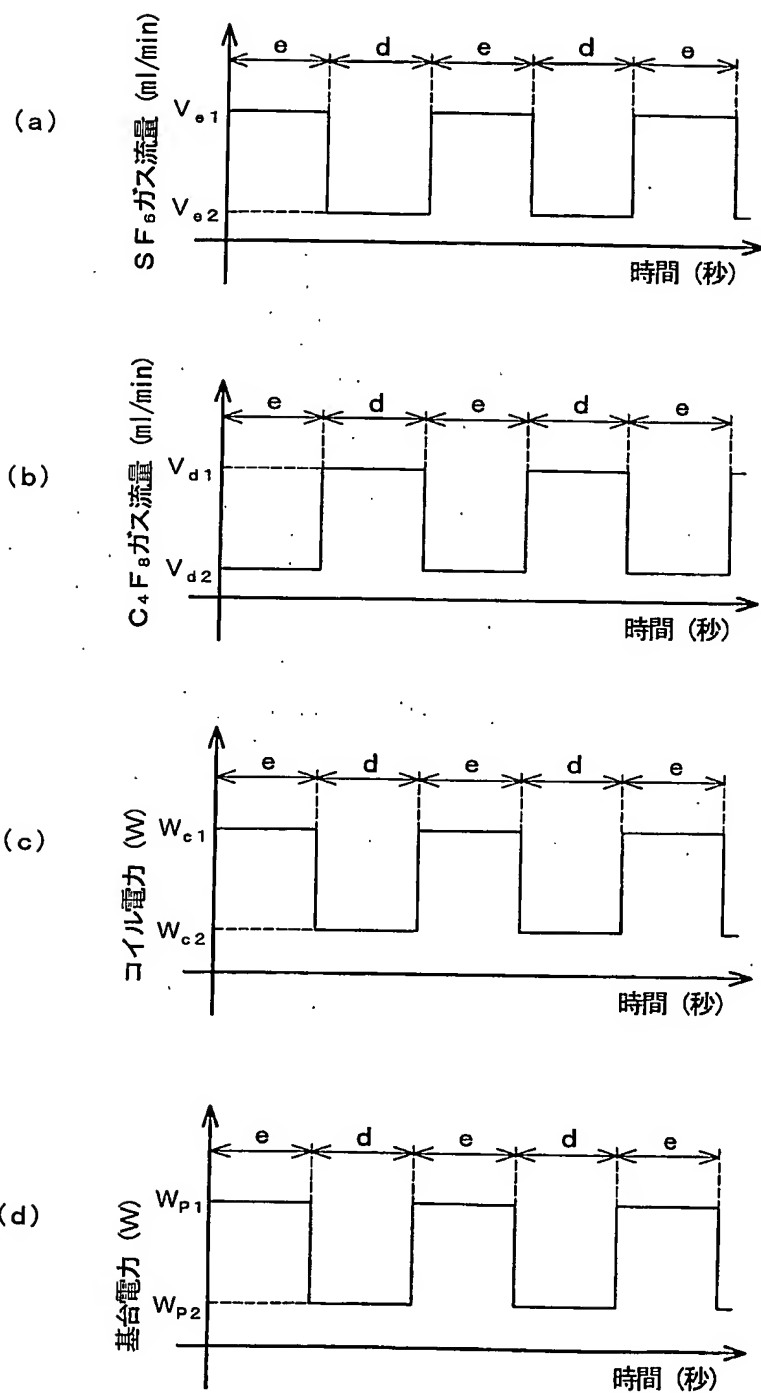 (a)
SF₆ガス流量 (ml/min)
e d e d e
Ve1
Ve2
時間 (秒)
(b)
C₄F₈ガス流量 (ml/min)
e d e d e
Vd1
Vd2
時間 (秒)
(c)
コイル電力 (W)
e d e d e
Wc1
Wc2
時間 (秒)
(d)
基台電力 (W)
e d e d e
WP1
WP2
時間 (秒)